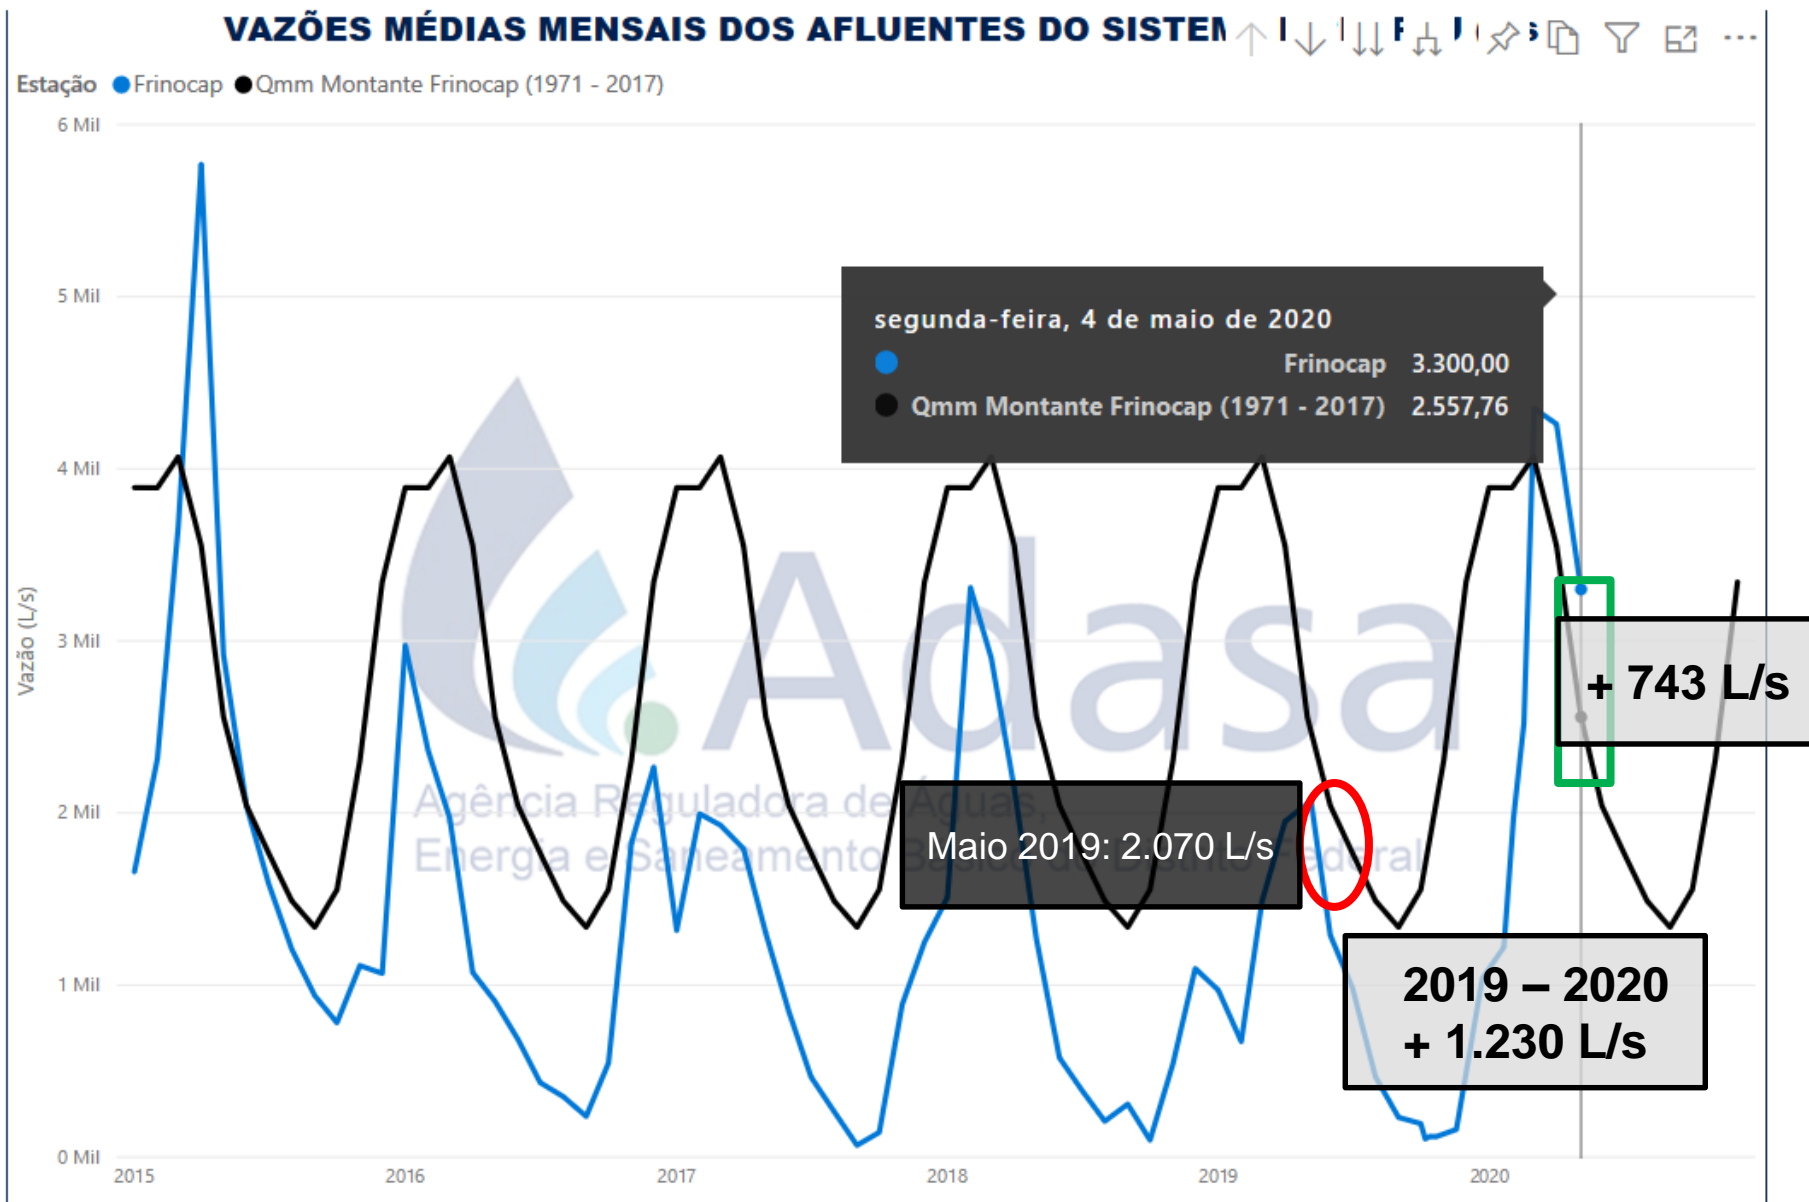 VAZÕES MÉDIAS MENSAIS DOS AFLUENTES DO
Estação Frinocap Qmm Montante Frinocap (1971 - 2017)
6 Mil
5 Mil
segunda-feira, 4 de maio de 2020
Frinocap 3.300,00
Qmm Montante Frinocap (1971 - 2017) 2.557,76
4 Mil
Vazão (L/s)
3 Mil
Adasa
+ 743 L/s
2 Mil
Agência Reguladora de Águas,
Energia e Saneamento Básico do Distrito Federal
Maio 2019: 2.070 L/s
1 Mil
2019 – 2020
+ 1.230 L/s
0 Mil
2015 2016 2017 2018 2019 2020